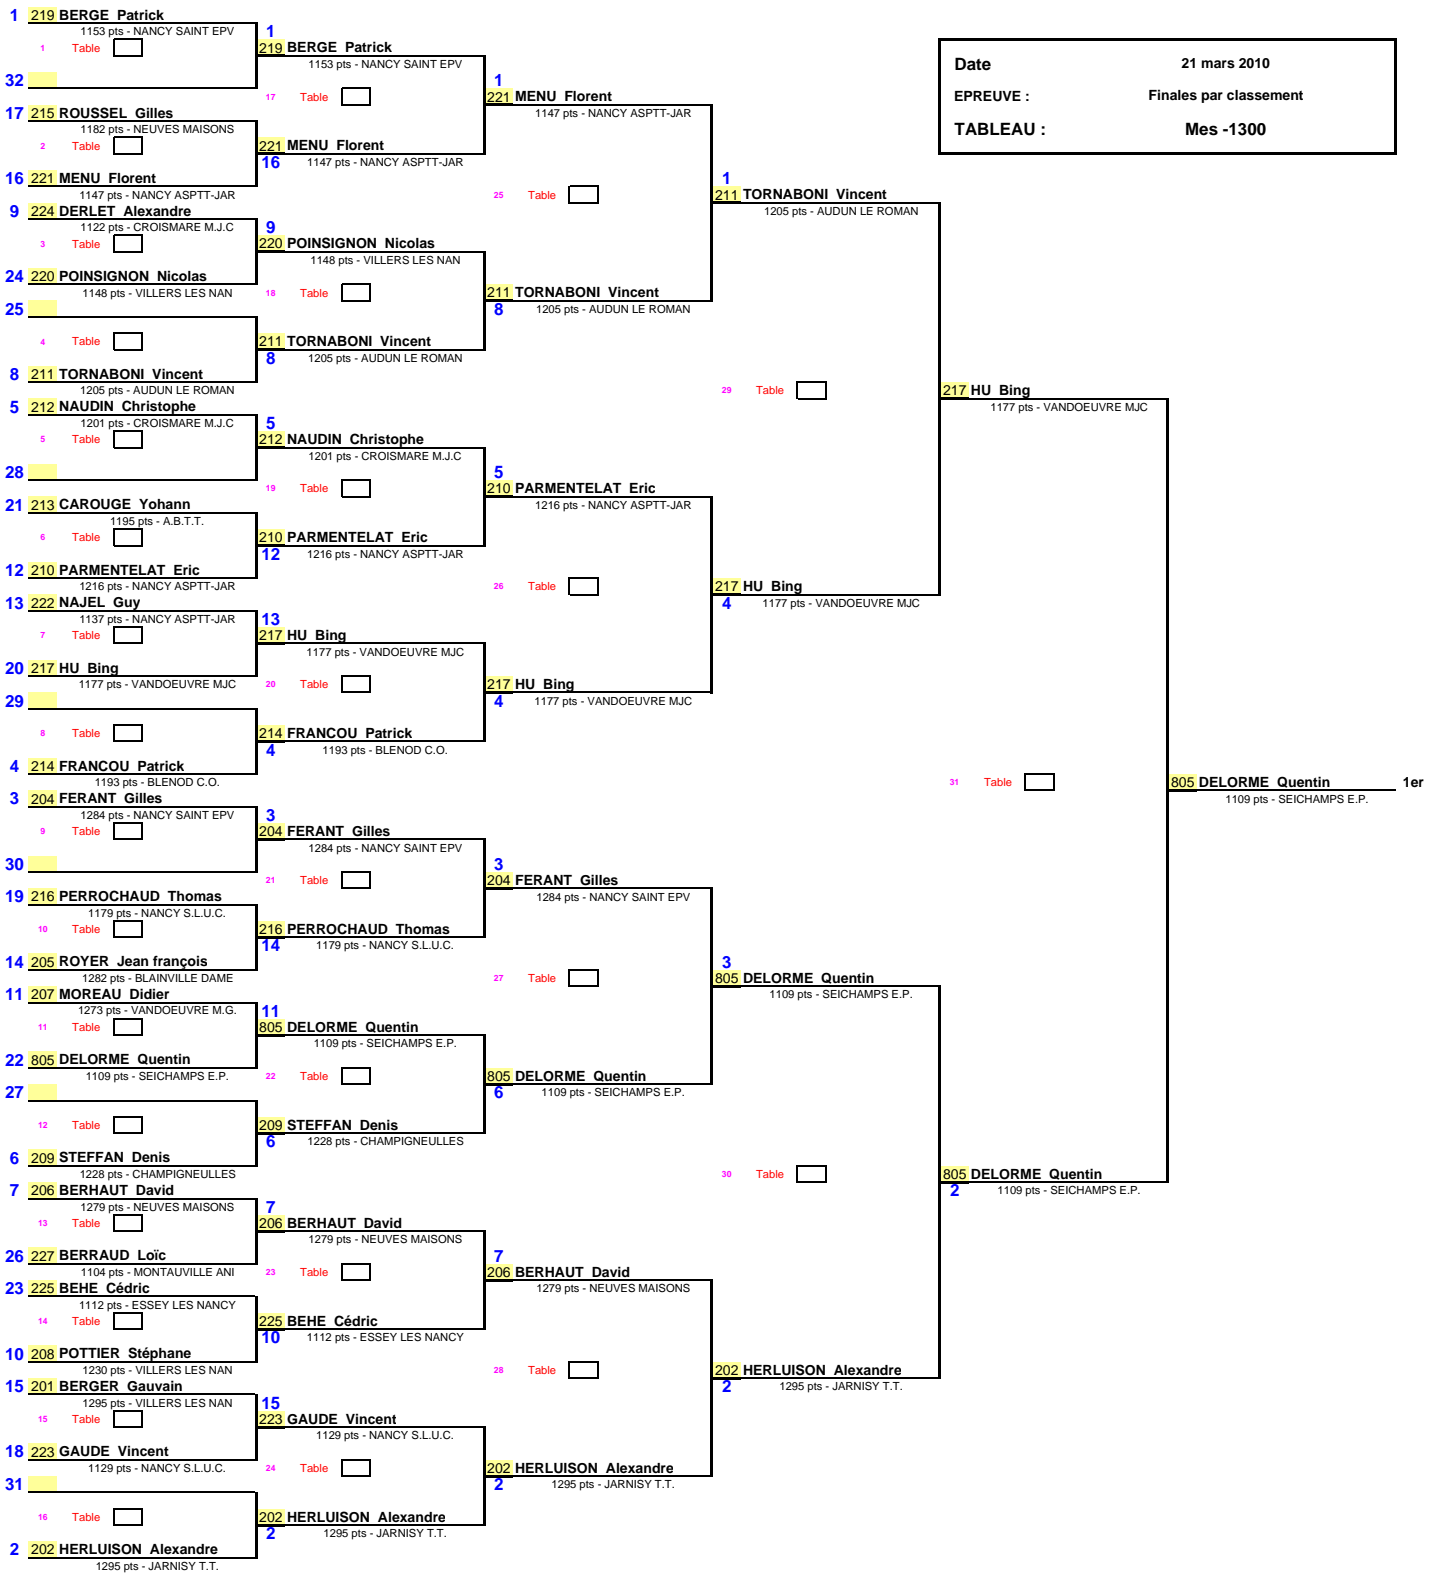 Date 21 mars 2010
EPREUVE : Finales par classement
TABLEAU : Mes -1300
1 219 BERGE Patrick
1153 pts - NANCY SAINT EPV
1 Table
32
17 215 ROUSSEL Gilles
1182 pts - NEUVES MAISONS
2 Table
16 221 MENU Florent
1147 pts - NANCY ASPTT-JAR
9 224 DERLET Alexandre
1122 pts - CROISMARE M.J.C
3 Table
24 220 POINSIGNON Nicolas
1148 pts - VILLERS LES NAN
25
4 Table
8 211 TORNABONI Vincent
1205 pts - AUDUN LE ROMAN
5 212 NAUDIN Christophe
1201 pts - CROISMARE M.J.C
5 Table
28
21 213 CAROUGE Yohann
1195 pts - A.B.T.T.
6 Table
12 210 PARMENTELAT Eric
1216 pts - NANCY ASPTT-JAR
13 222 NAJEL Guy
1137 pts - NANCY ASPTT-JAR
7 Table
20 217 HU Bing
1177 pts - VANDOEUVRE MJC
29
8 Table
4 214 FRANCOU Patrick
1193 pts - BLENOD C.O.
3 204 FERANT Gilles
1284 pts - NANCY SAINT EPV
9 Table
30
19 216 PERROCHAUD Thomas
1179 pts - NANCY S.L.U.C.
10 Table
14 205 ROYER Jean françois
1282 pts - BLAINVILLE DAME
11 207 MOREAU Didier
1273 pts - VANDOEUVRE M.G.
11 Table
22 805 DELORME Quentin
1109 pts - SEICHAMPS E.P.
27
12 Table
6 209 STEFFAN Denis
1228 pts - CHAMPIGNEULLES
7 206 BERHAUT David
1279 pts - NEUVES MAISONS
13 Table
26 227 BERRAUD Loïc
1104 pts - MONTAUVILLE ANI
23 225 BEHE Cédric
1112 pts - ESSEY LES NANCY
14 Table
10 208 POTTIER Stéphane
1230 pts - VILLERS LES NAN
15 201 BERGER Gauvain
1295 pts - VILLERS LES NAN
15 Table
18 223 GAUDE Vincent
1129 pts - NANCY S.L.U.C.
31
16 Table
2 202 HERLUISON Alexandre
1295 pts - JARNISY T.T.
1
219 BERGE Patrick
1153 pts - NANCY SAINT EPV
17 Table
221 MENU Florent
16 1147 pts - NANCY ASPTT-JAR
9
220 POINSIGNON Nicolas
1148 pts - VILLERS LES NAN
18 Table
211 TORNABONI Vincent
8 1205 pts - AUDUN LE ROMAN
5
212 NAUDIN Christophe
1201 pts - CROISMARE M.J.C
19 Table
210 PARMENTELAT Eric
12 1216 pts - NANCY ASPTT-JAR
13
217 HU Bing
1177 pts - VANDOEUVRE MJC
20 Table
214 FRANCOU Patrick
4 1193 pts - BLENOD C.O.
3
204 FERANT Gilles
1284 pts - NANCY SAINT EPV
21 Table
216 PERROCHAUD Thomas
14 1179 pts - NANCY S.L.U.C.
11
805 DELORME Quentin
1109 pts - SEICHAMPS E.P.
22 Table
209 STEFFAN Denis
6 1228 pts - CHAMPIGNEULLES
7
206 BERHAUT David
1279 pts - NEUVES MAISONS
23 Table
225 BEHE Cédric
10 1112 pts - ESSEY LES NANCY
15
223 GAUDE Vincent
1129 pts - NANCY S.L.U.C.
24 Table
202 HERLUISON Alexandre
2 1295 pts - JARNISY T.T.
1
221 MENU Florent
1147 pts - NANCY ASPTT-JAR
25 Table
211 TORNABONI Vincent
8 1205 pts - AUDUN LE ROMAN
5
210 PARMENTELAT Eric
1216 pts - NANCY ASPTT-JAR
26 Table
217 HU Bing
4 1177 pts - VANDOEUVRE MJC
3
204 FERANT Gilles
1284 pts - NANCY SAINT EPV
27 Table
805 DELORME Quentin
6 1109 pts - SEICHAMPS E.P.
7
206 BERHAUT David
1279 pts - NEUVES MAISONS
28 Table
202 HERLUISON Alexandre
2 1295 pts - JARNISY T.T.
1
211 TORNABONI Vincent
1205 pts - AUDUN LE ROMAN
29 Table
217 HU Bing
4 1177 pts - VANDOEUVRE MJC
3
805 DELORME Quentin
1109 pts - SEICHAMPS E.P.
30 Table
202 HERLUISON Alexandre
2 1295 pts - JARNISY T.T.
217 HU Bing
1177 pts - VANDOEUVRE MJC
31 Table
805 DELORME Quentin
2 1109 pts - SEICHAMPS E.P.
805 DELORME Quentin 1er
1109 pts - SEICHAMPS E.P.